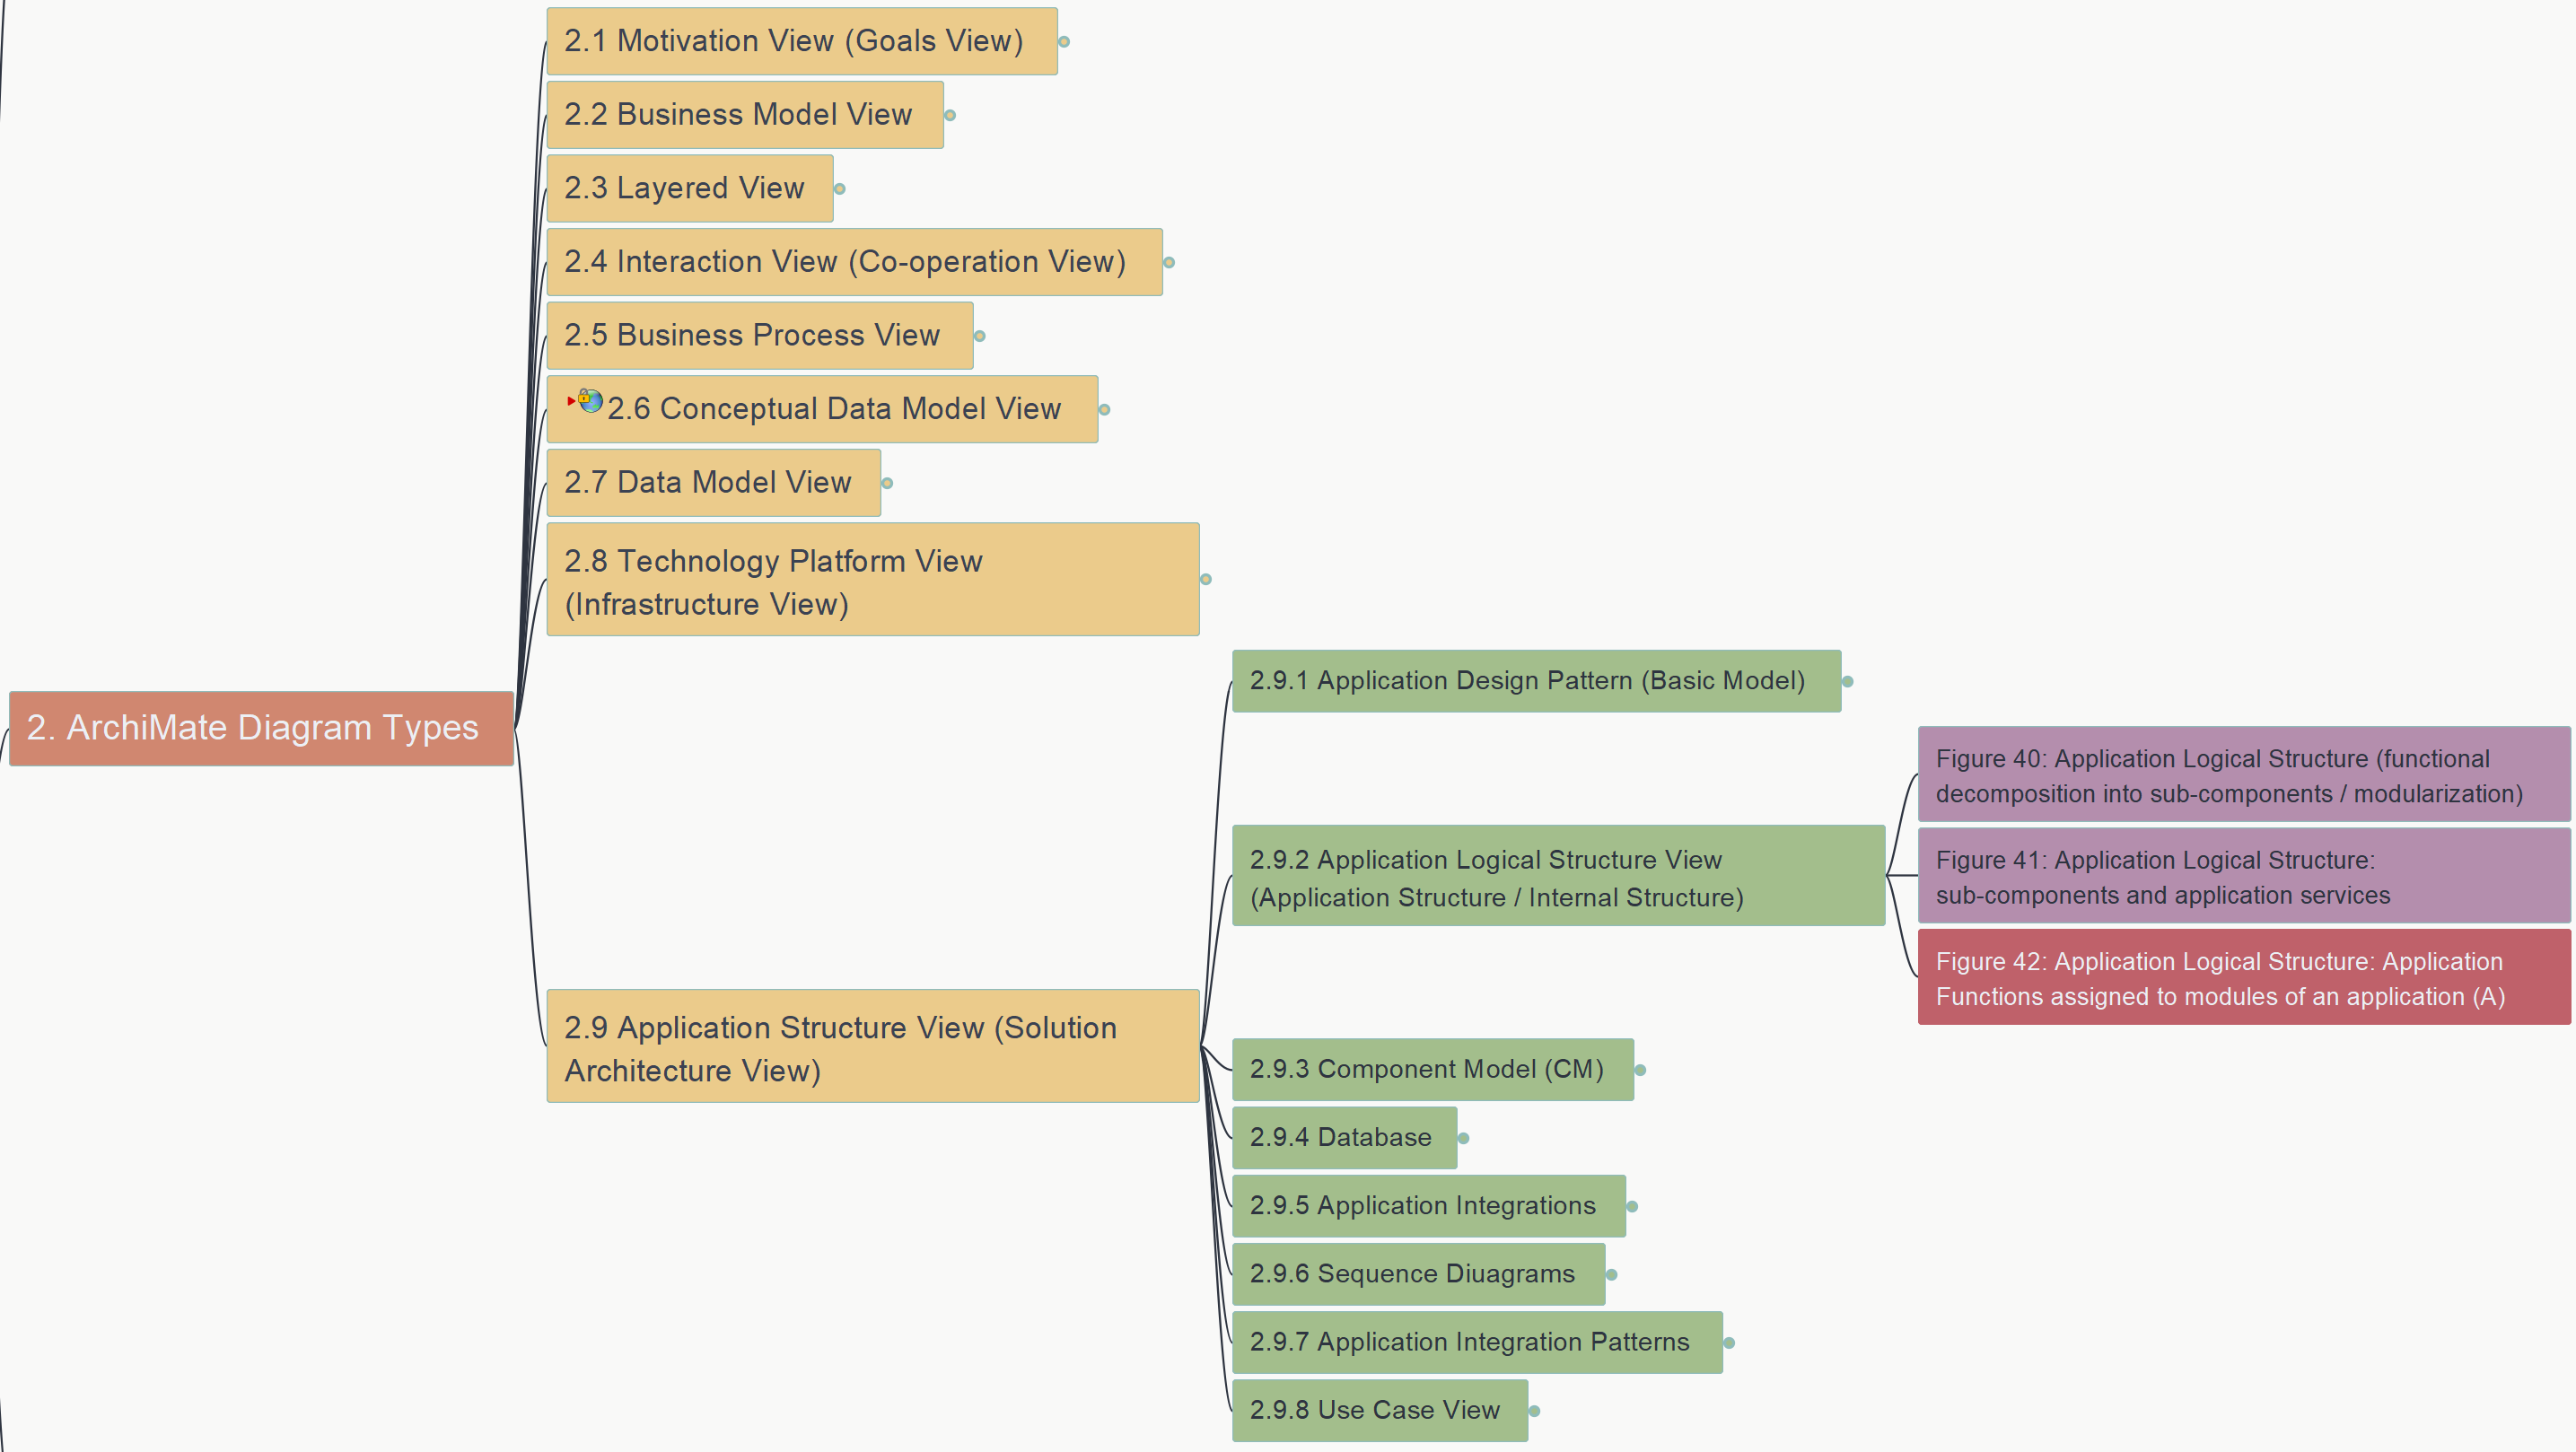 2.1 Motivation View (Goals View)
2.2 Business Model View
2.3 Layered View
2.4 Interaction View (Co-operation View)
2.5 Business Process View
2.6 Conceptual Data Model View
2.7 Data Model View
2.8 Technology Platform View
(Infrastructure View)
2. ArchiMate Diagram Types
2.9 Application Structure View (Solution
Architecture View)
2.9.1 Application Design Pattern (Basic Model)
2.9.2 Application Logical Structure View
(Application Structure / Internal Structure)
Figure 40: Application Logical Structure (functional
decomposition into sub-components / modularization)
Figure 41: Application Logical Structure:
sub-components and application services
Figure 42: Application Logical Structure: Application
Functions assigned to modules of an application (A)
2.9.3 Component Model (CM)
2.9.4 Database
2.9.5 Application Integrations
2.9.6 Sequence Diuagrams
2.9.7 Application Integration Patterns
2.9.8 Use Case View